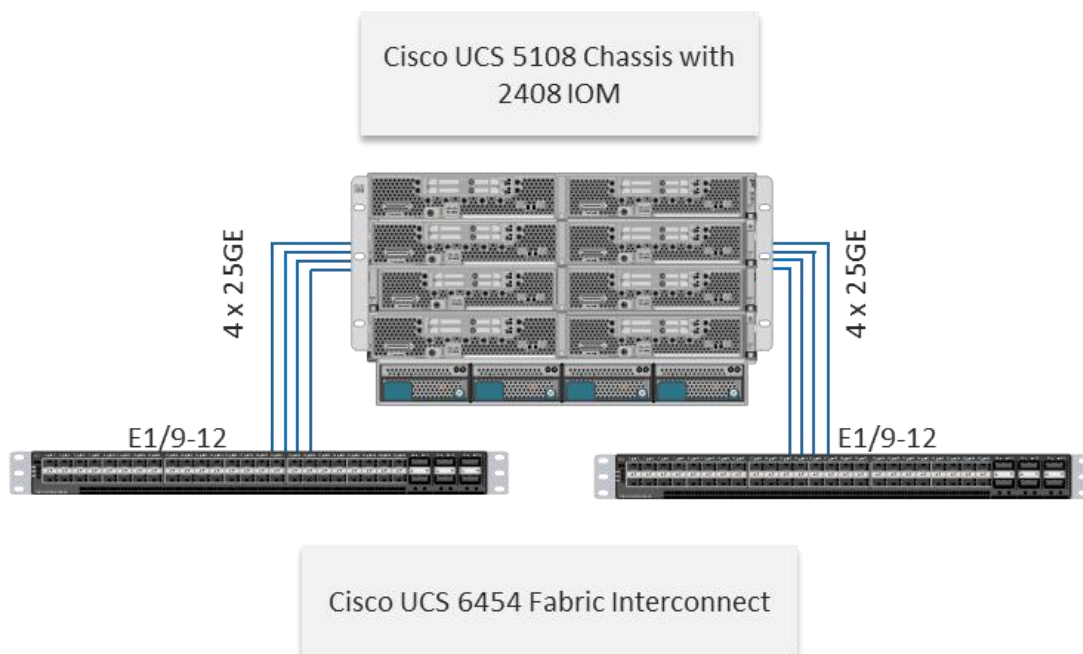 Cisco UCS 5108 Chassis with
2408 IOM
4 x 25GE
4 x 25GE
E1/9-12
E1/9-12
Cisco UCS 6454 Fabric Interconnect